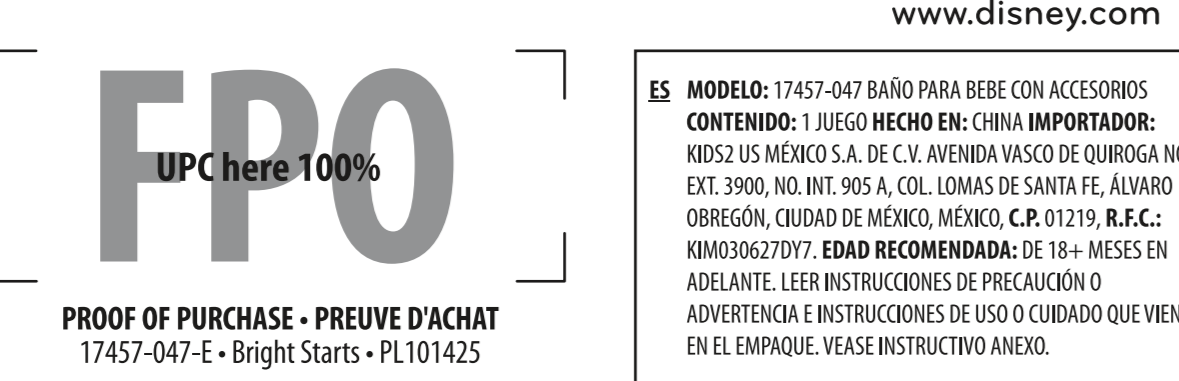 www.disney.com
FPO
UPC here 100%
PROOF OF PURCHASE • PREUVE D'ACHAT
17457-047-E • Bright Starts • PL101425
ES MODELO: 17457-047 BAÑO PARA BEBE CON ACCESORIOS
CONTENIDO: 1 JUEGO HECHO EN: CHINA IMPORTADOR:
KIDS2 US MÉXICO S.A. DE C.V. AVENIDA VASCO DE QUIROGA
EXT. 3900, NO. INT. 905 A, COL. LOMAS DE SANTA FE, ÁLVARO
OBREGÓN, CIUDAD DE MÉXICO, MÉXICO, C.P. 01219, R.F.C.:
KIM030627DY7. EDAD RECOMENDADA: DE 18+ MESES EN
ADELANTE. LEER INSTRUCCIONES DE PRECAUCIÓN O
ADVERTENCIA E INSTRUCCIONES DE USO O CUIDADO QUE
EN EL EMPAQUE. VEASE INSTRUCTIVO ANEXO.